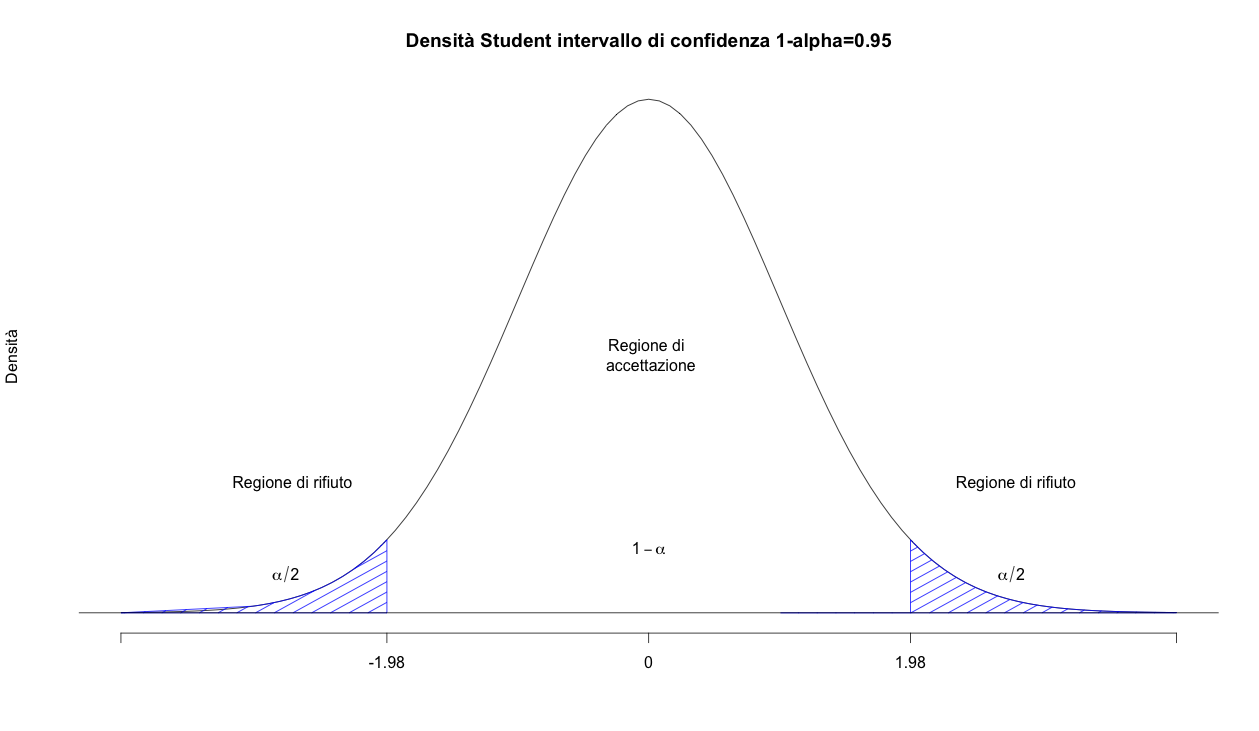 Densità Student intervallo di confidenza 1-alpha=0.95
Densità
Regione di
accettazione
Regione di rifiuto
Regione di rifiuto
1 − α
α/2
α/2
-1.98
0
1.98